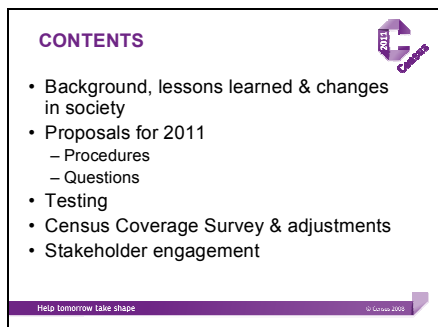 CONTENTS
2011
Census
• Background, lessons learned & changes
in society
• Proposals for 2011
– Procedures
– Questions
• Testing
• Census Coverage Survey & adjustments
• Stakeholder engagement
Help tomorrow take shape
© Census 2008